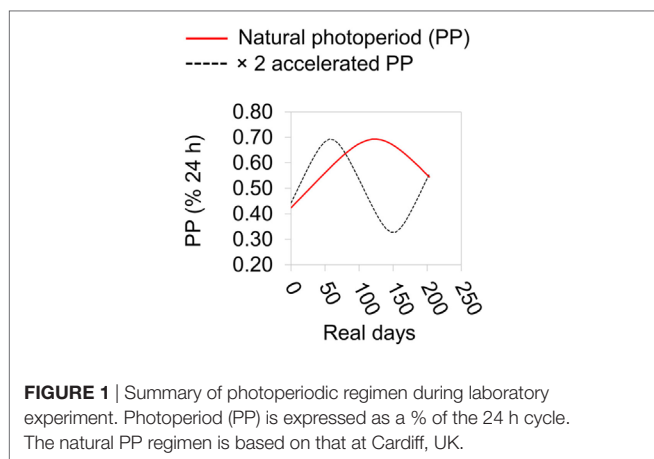 Natural photoperiod (PP)
× 2 accelerated PP
0.80
0.70
0.60
0.50
0.40
0.30
0.20
PP (% 24 h)
0
50
100
150
200
250
Real days
FIGURE 1 | Summary of photoperiodic regimen during laboratory
experiment. Photoperiod (PP) is expressed as a % of the 24 h cycle.
The natural PP regimen is based on that at Cardiff, UK.